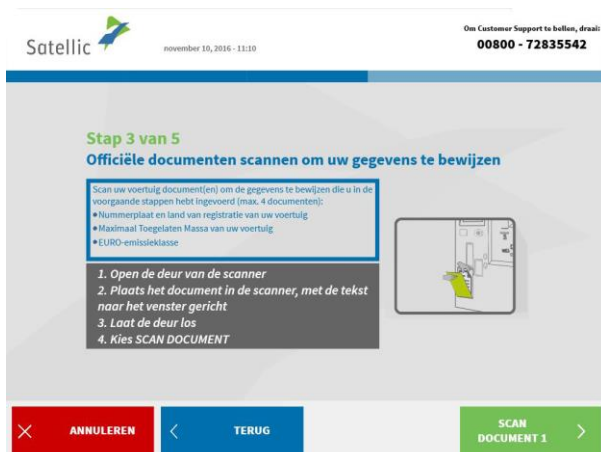 Satellic
november 10, 2016 - 11:10
Om Customer Support te bellen, draai:
00800 - 72835542
Stap 3 van 5
Officiële documenten scannen om uw gegevens te bewijzen
Scan uw voertuig document(en) om de gegevens te bewijzen die u in de
voorgaande stappen hebt ingevoerd (max. 4 documenten):
•Nummerplaat en land van registratie van uw voertuig
•Maximaal Toegelaten Massa van uw voertuig
•EURO-emissieklasse
1. Open de deur van de scanner
2. Plaats het document in de scanner, met de tekst
naar het venster gericht
3. Laat de deur los
4. Kies SCAN DOCUMENT
ANNULEREN
TERUG
SCAN
DOCUMENT 1